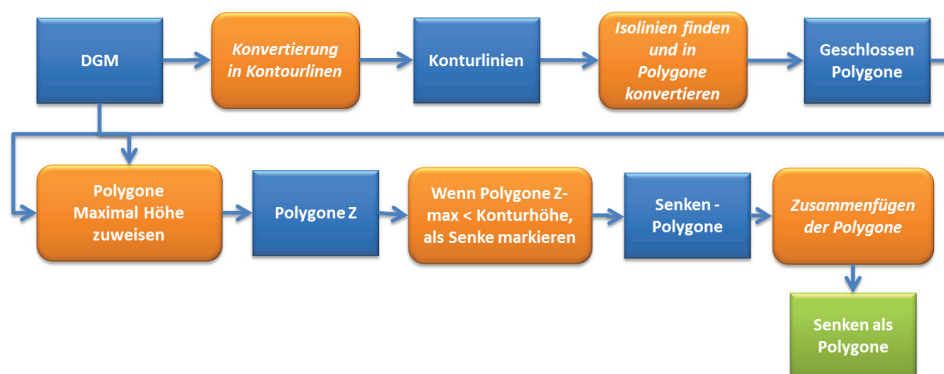 DGM
Konvertierung
in Kontourlinen
Konturlinien
Isolinien finden
und in
Polygone
konvertieren
Geschlossen
Polygone
Polygone
Maximal Höhe
zuweisen
Polygone Z
Wenn Polygone Z-
max < Konturhöhe,
als Senke markieren
Senken -
Polygone
Zusammenfügen
der Polygone
Senken als
Polygone